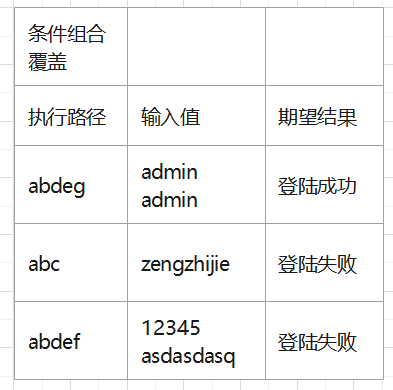 条件组合
覆盖
执行路径 输入值 期望结果
abdeg admin
admin 登陆成功
abc zengzhijie 登陆失败
abdef 12345
asdasdasq 登陆失败